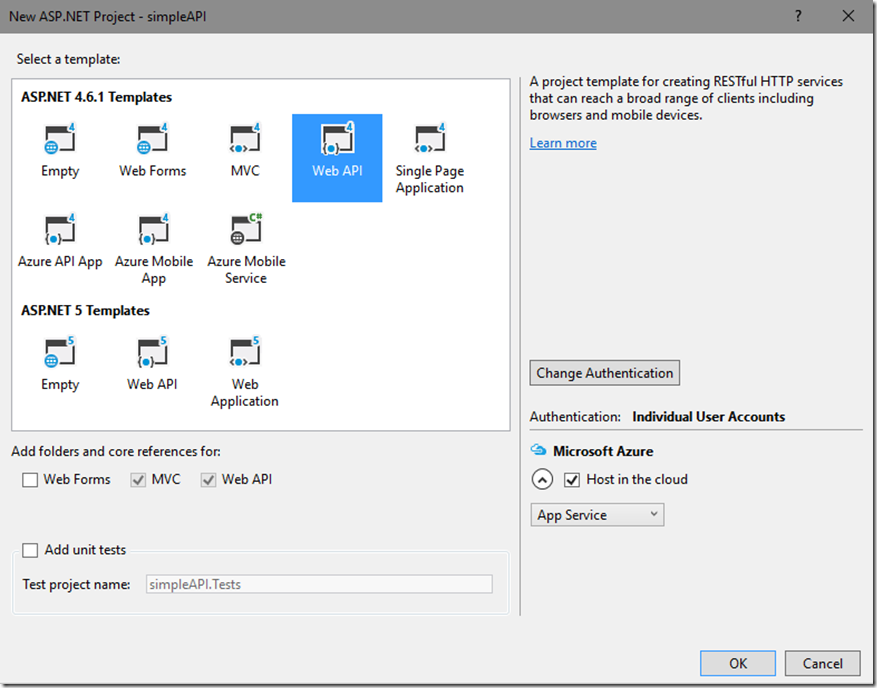 New ASP.NET Project - simpleAPI
?
Select a template:
ASP.NET 4.6.1 Templates
4 4 4 4 4
Empty Web Forms MVC Web API Single Page
Application
4 4 C#
Azure API App Azure Mobile Azure Mobile
App Service
ASP.NET 5 Templates
5 5 5
Empty Web API Web
Application
A project template for creating RESTful HTTP services
that can reach a broad range of clients including
browsers and mobile devices.
Learn more
Change Authentication
Authentication: Individual User Accounts
Microsoft Azure
Host in the cloud
App Service
Add folders and core references for:
Web Forms MVC Web API
Add unit tests
Test project name: simpleAPI.Tests
OK Cancel